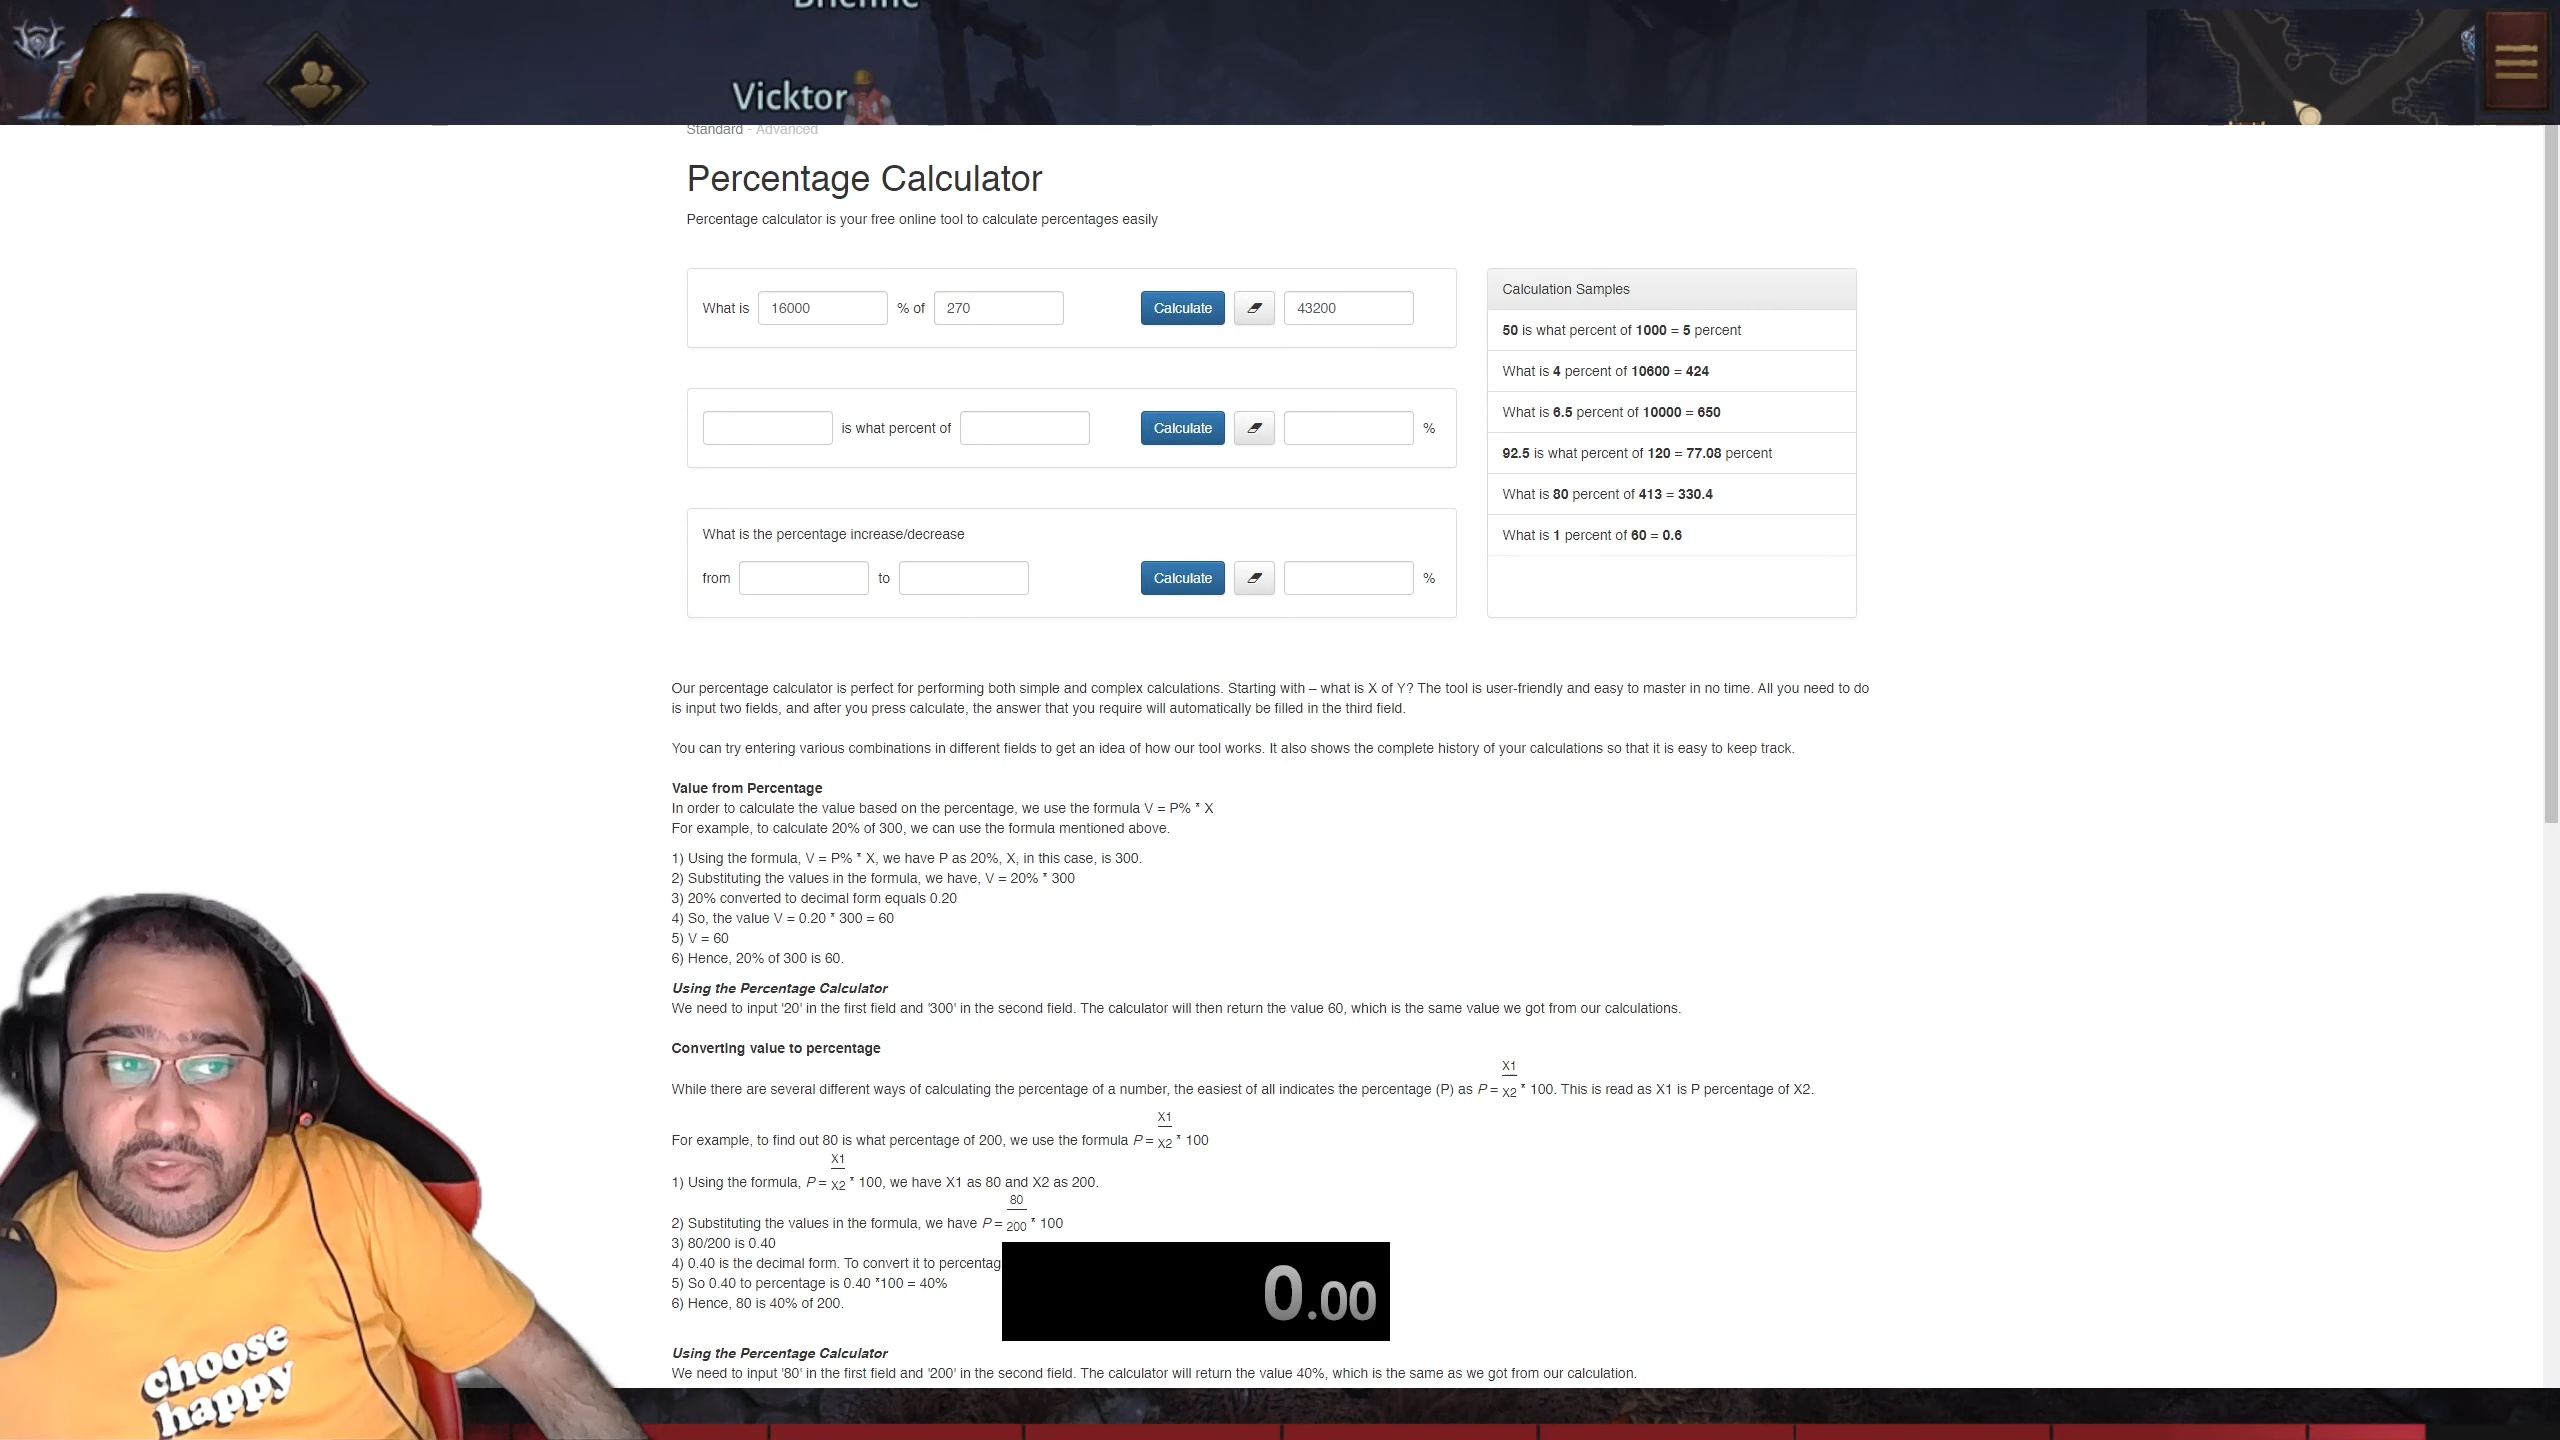 Brienne
Vicktor
Standard - Advanced
Percentage Calculator
Percentage calculator is your free online tool to calculate percentages easily
What is 16000 % of 270 Calculate 43200
is what percent of Calculate %
What is the percentage increase/decrease
from to Calculate %
Calculation Samples
50 is what percent of 1000 = 5 percent
What is 4 percent of 10600 = 424
What is 6.5 percent of 10000 = 650
92.5 is what percent of 120 = 77.08 percent
What is 80 percent of 413 = 330.4
What is 1 percent of 60 = 0.6
Our percentage calculator is perfect for performing both simple and complex calculations. Starting with – what is X of Y? The tool is user-friendly and easy to master in no time. All you need to do
is input two fields, and after you press calculate, the answer that you require will automatically be filled in the third field.
You can try entering various combinations in different fields to get an idea of how our tool works. It also shows the complete history of your calculations so that it is easy to keep track.
Value from Percentage
In order to calculate the value based on the percentage, we use the formula V = P% * X
For example, to calculate 20% of 300, we can use the formula mentioned above.
1) Using the formula, V = P% * X, we have P as 20%, X, in this case, is 300.
2) Substituting the values in the formula, we have, V = 20% * 300
3) 20% converted to decimal form equals 0.20
4) So, the value V = 0.20 * 300 = 60
5) V = 60
6) Hence, 20% of 300 is 60.
Using the Percentage Calculator
We need to input '20' in the first field and '300' in the second field. The calculator will then return the value 60, which is the same value we got from our calculations.
Converting value to percentage
While there are several different ways of calculating the percentage of a number, the easiest of all indicates the percentage (P) as P = X1/X2 * 100. This is read as X1 is P percentage of X2.
For example, to find out 80 is what percentage of 200, we use the formula P = X1/X2 * 100
1) Using the formula, P = X1/X2 * 100, we have X1 as 80 and X2 as 200.
2) Substituting the values in the formula, we have P = 80/200 * 100
3) 80/200 is 0.40
4) 0.40 is the decimal form. To convert it to percentag
5) So 0.40 to percentage is 0.40 *100 = 40%
6) Hence, 80 is 40% of 200.
0.00
Using the Percentage Calculator
We need to input '80' in the first field and '200' in the second field. The calculator will return the value 40%, which is the same as we got from our calculation.
choose
happy